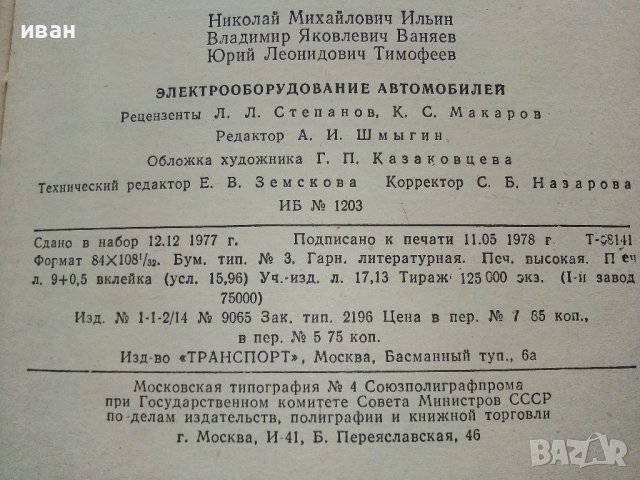 иван
Николай Михайлович Ильин
Владимир Яковлевич Ваняев
Юрий Леонидович Тимофеев
ЭЛЕКТРООБОРУДОВАНИЕ АВТОМОБИЛЕЙ
Рецензенты Л. Л. Степанов, К. С. Макаров
Редактор А. И. Шмыгин
Обложка художника Г. П. Казаковцева
Технический редактор Е. В. Земскова Корректор С. Б. Назарова
ИБ № 1203
Сдано в набор 12.12 1977 г. Подписано к печати 11.05 1978 г. Т-08141
Формат 84×108¹/₃₂. Бум. тип. № 3. Гарн. литературная. Печ. высокая. Печ
л. 9+0,5 вклейка (усл. 15,96) Уч.-изд. л. 17,13 Тираж 125 000 экз. (I-й завод
75000)
Изд. № 1-1-2/14 № 9065 Зак. тип. 2196 Цена в пер. № 7 85 коп.,
в пер. № 5 75 коп.
Изд-во «ТРАНСПОРТ», Москва, Басманный туп., 6а
Московская типография № 4 Союзполиграфпрома
при Государственном комитете Совета Министров СССР
по делам издательств, полиграфии и книжной торговли
г. Москва, И-41, Б. Переяславская, 46
BAZAR